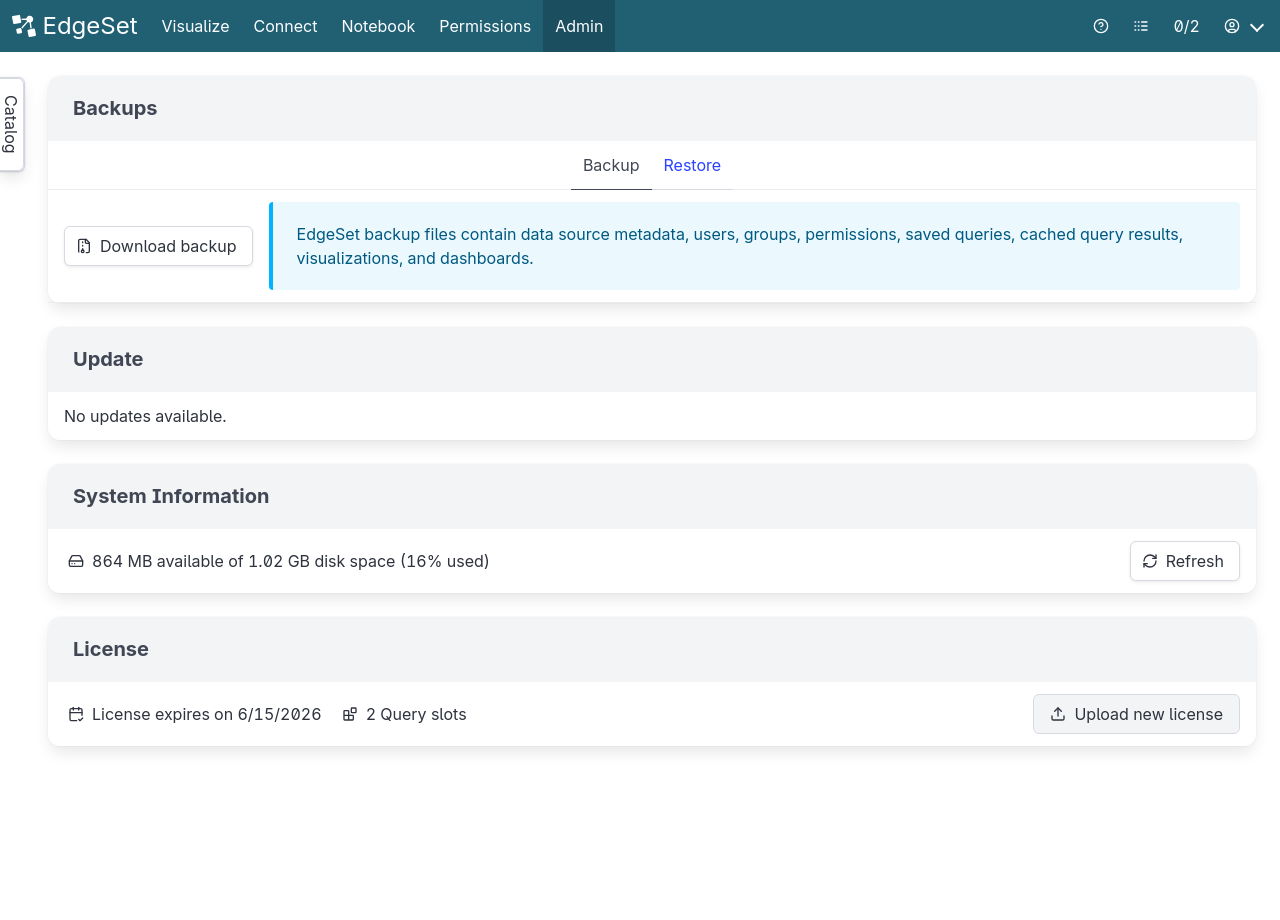 EdgeSet
Visualize
Connect
Notebook
Permissions
Admin
0/2
Catalog
Backups
Backup
Restore
Download backup
EdgeSet backup files contain data source metadata, users, groups, permissions, saved queries, cached query results,
visualizations, and dashboards.
Update
No updates available.
System Information
864 MB available of 1.02 GB disk space (16% used)
Refresh
License
License expires on 6/15/2026
2 Query slots
Upload new license